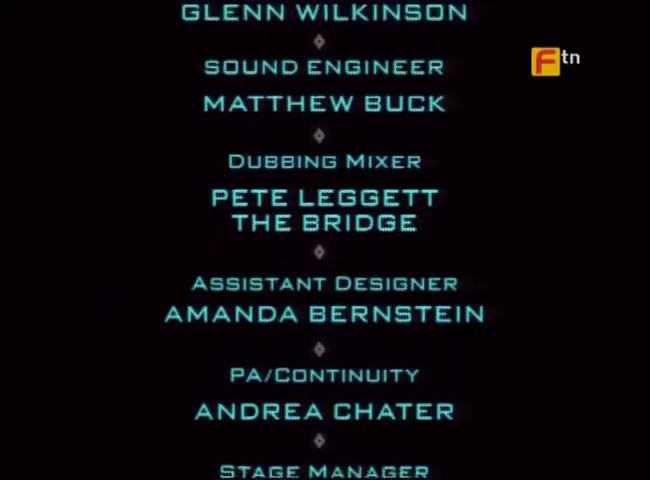 GLENN WILKINSON
SOUND ENGINEER
MATTHEW BUCK
DUBBING MIXER
PETE LEGGETT
THE BRIDGE
ASSISTANT DESIGNER
AMANDA BERNSTEIN
PA/CONTINUITY
ANDREA CHATER
STAGE MANAGER
Ftn